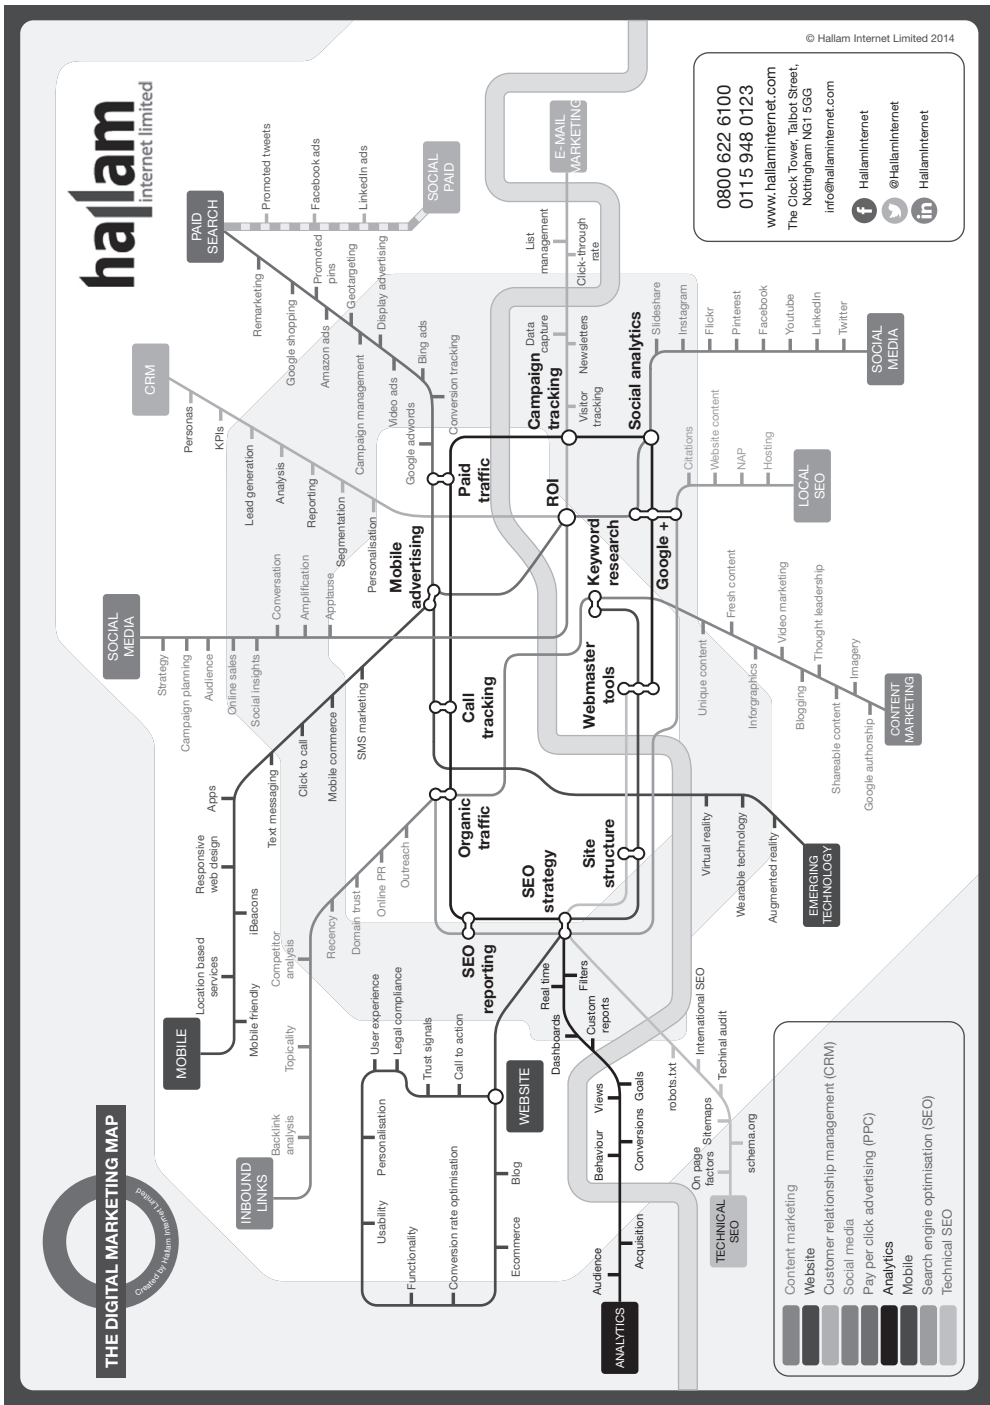 © Hallam Internet Limited 2014
hallam
internet limited
0800 622 6100
0115 948 0123
www.hallaminternet.com
The Clock Tower, Talbot Street,
Nottingham NG1 5GG
info@hallaminternet.com
HallamInternet
@HallamInternet
HallamInternet
THE DIGITAL MARKETING MAP
Created by Hallam Internet Limited
PAID
SEARCH
Promoted tweets
Facebook ads
LinkedIn ads
SOCIAL
PAID
Remarketing
Google shopping
Promoted
pins
Amazon ads
Geotargeting
Campaign management
Display advertising
Video ads
Bing ads
Google adwords
Conversion tracking
E-MAIL
MARKETING
List
management
Click-through
rate
Data
capture
Newsletters
Visitor
tracking
Campaign
tracking
Social analytics
Slideshare
Instagram
Flickr
Pinterest
Facebook
Youtube
LinkedIn
Twitter
SOCIAL
MEDIA
CRM
Personas
KPIs
Lead generation
Analysis
Reporting
Segmentation
Personalisation
Paid
traffic
ROI
Mobile
advertising
Keyword
research
Google +
Citations
Website content
NAP
Hosting
LOCAL
SEO
SOCIAL
MEDIA
Strategy
Campaign planning
Audience
Online sales
Social insights
Conversation
Amplification
Applause
Call
tracking
Webmaster
tools
Unique content
Fresh content
Inforgraphics
Video marketing
Blogging
Thought leadership
Shareable content
Imagery
Google authorship
CONTENT
MARKETING
MOBILE
Mobile friendly
Location based
services
iBeacons
Responsive
web design
Apps
Text messaging
Click to call
Mobile commerce
SMS marketing
Organic
traffic
SEO
strategy
Site
structure
SEO
reporting
Virtual reality
Wearable technology
Augmented reality
EMERGING
TECHNOLOGY
INBOUND
LINKS
Backlink
analysis
Topically
Competitor
analysis
Recency
Domain trust
Online PR
Outreach
WEBSITE
User experience
Legal compliance
Trust signals
Call to action
Personalisation
Usability
Functionality
Conversion rate optimisation
Blog
Ecommerce
ANALYTICS
Audience
Acquisition
Behaviour
Conversions
Views
Goals
Dashboards
Custom
reports
Real time
Filters
TECHNICAL
SEO
On page
factors
schema.org
Sitemaps
Techinal audit
robots.txt
International SEO
Content marketing
Website
Customer relationship management (CRM)
Social media
Pay per click advertising (PPC)
Analytics
Mobile
Search engine optimisation (SEO)
Technical SEO